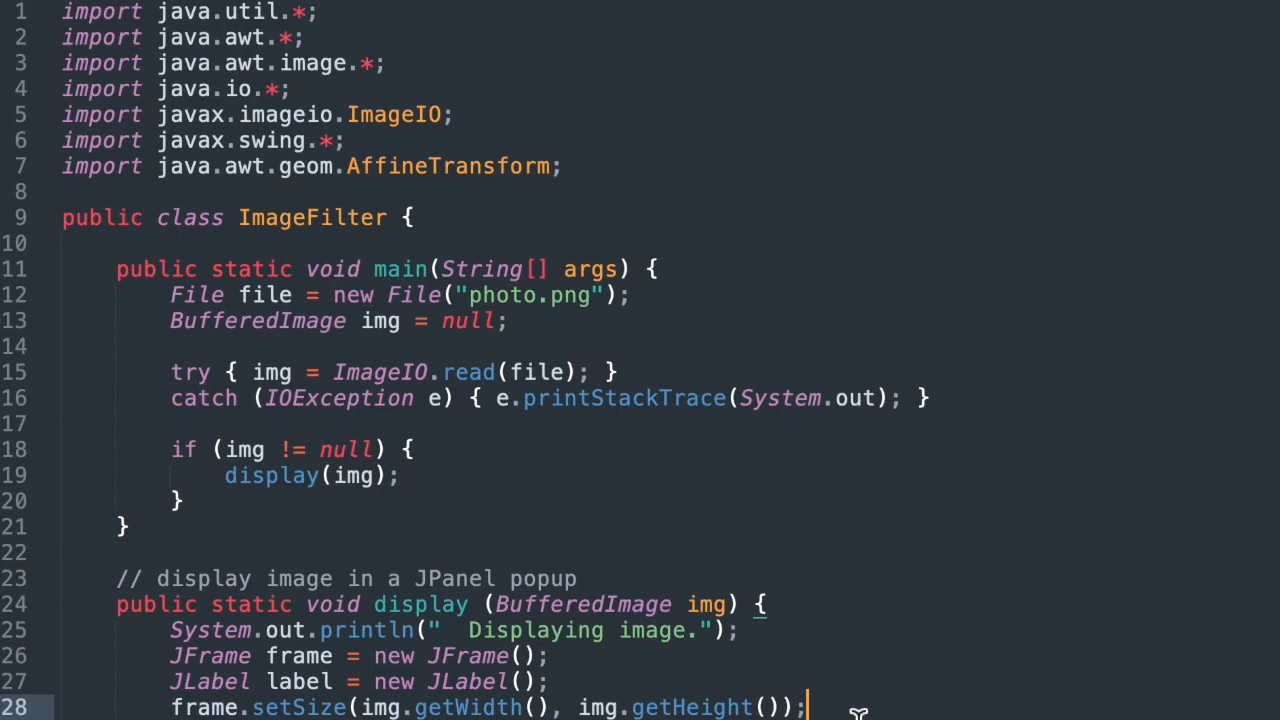 1 import java.util.*;
2 import java.awt.*;
3 import java.awt.image.*;
4 import java.io.*;
5 import javax.imageio.ImageIO;
6 import javax.swing.*;
7 import java.awt.geom.AffineTransform;
8
9 public class ImageFilter {
10
11     public static void main(String[] args) {
12         File file = new File("photo.png");
13         BufferedImage img = null;
14
15         try { img = ImageIO.read(file); }
16         catch (IOException e) { e.printStackTrace(System.out); }
17
18         if (img != null) {
19             display(img);
20         }
21     }
22
23     // display image in a JPanel popup
24     public static void display (BufferedImage img) {
25         System.out.println("  Displaying image.");
26         JFrame frame = new JFrame();
27         JLabel label = new JLabel();
28         frame.setSize(img.getWidth(), img.getHeight());